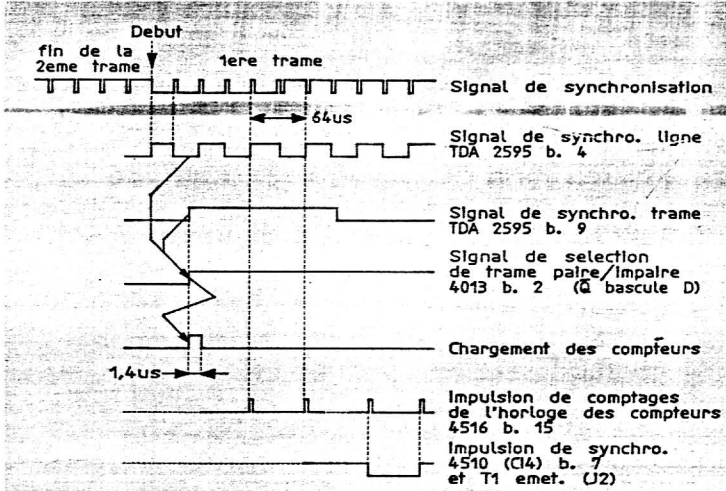 Debut
fin de la
2eme trame
1ere trame
Signal de synchronisation
64us
Signal de synchro. ligne
TDA 2595 b. 4
Signal de synchro. trame
TDA 2595 b. 9
Signal de selection
de trame paire/impaire
4013 b. 2 (Q̄ bascule D)
Chargement des compteurs
1,4us
Impulsion de comptages
de l'horloge des compteurs
4516 b. 15
Impulsion de synchro.
4510 (CI4) b. 7
et T1 emet. (J2)